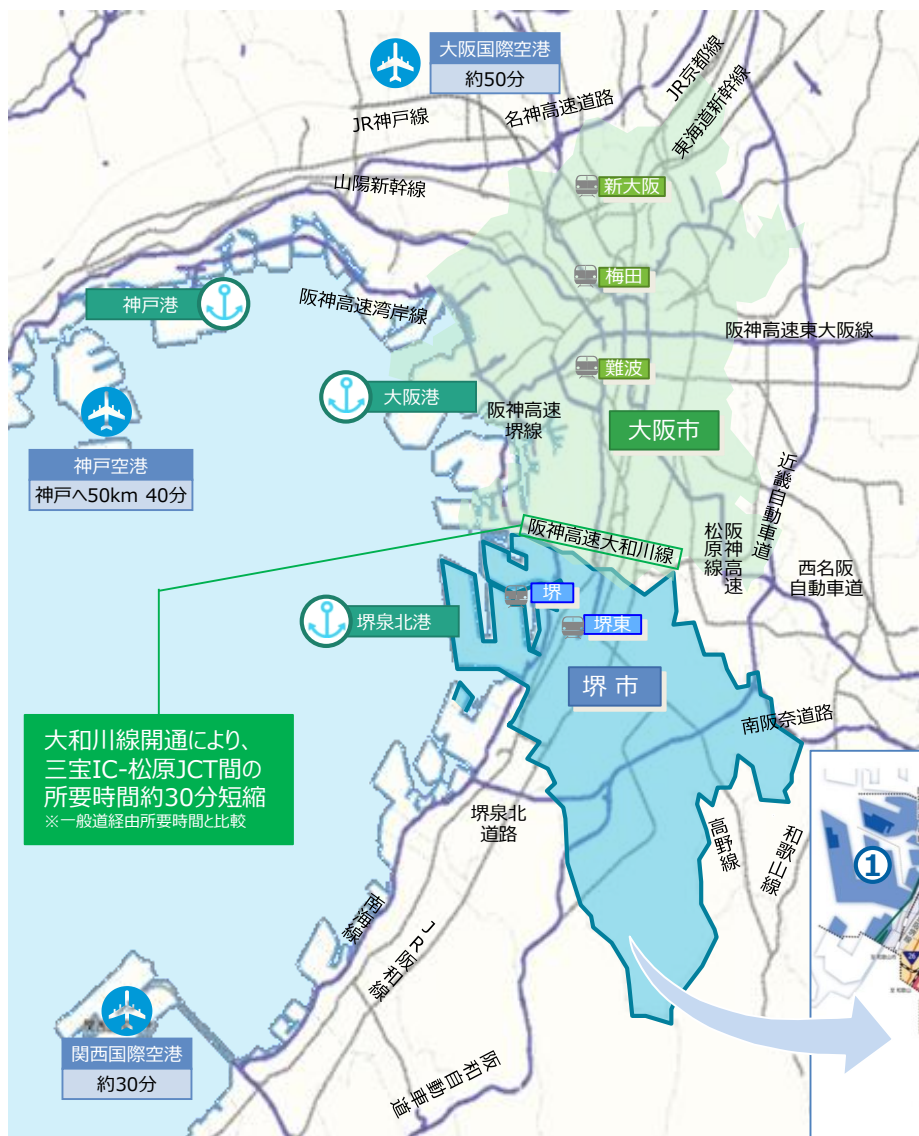 大阪国際空港
約50分
JR京都線
東海道新幹線
名神高速道路
JR神戸線
山陽新幹線
新大阪
梅田
神戸港
阪神高速湾岸線
阪神高速東大阪線
難波
大阪港
阪神高速
堺線
大阪市
神戸空港
神戸へ50km 40分
近畿自動車道
阪神高速大和川線
阪神高速
松原線
西名阪
自動車道
堺
堺泉北港
堺東
堺市
南阪奈道路
大和川線開通により、
三宝IC-松原JCT間の
所要時間約30分短縮
※一般道経由所要時間と比較
堺泉北
道路
高野線
和歌山線
①
南海線
JR阪和線
26
関西国際空港
約30分
阪和自動車道